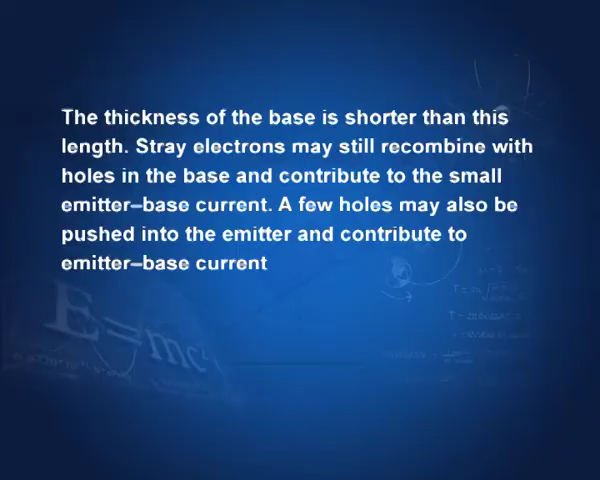 The thickness of the base is shorter than this
length. Stray electrons may still recombine with
holes in the base and contribute to the small
emitter–base current. A few holes may also be
pushed into the emitter and contribute to
emitter–base current
E=mc²